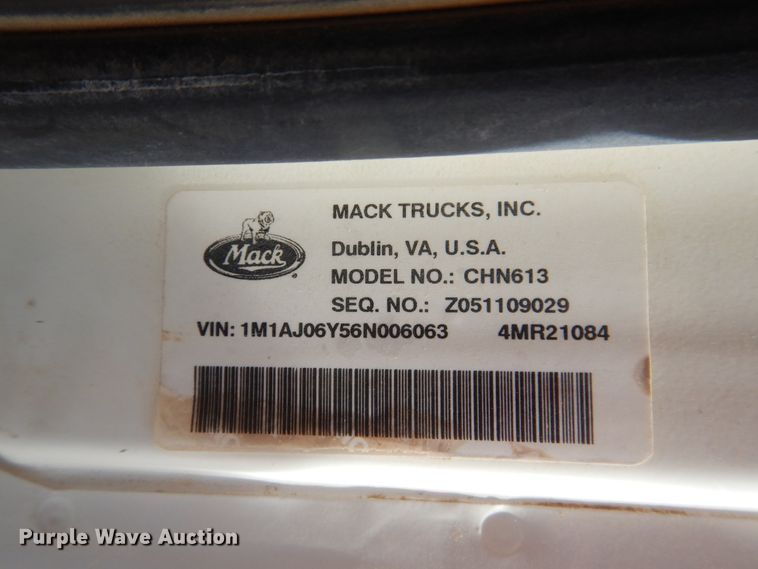 MACK TRUCKS, INC.
Mack
Dublin, VA, U.S.A.
MODEL NO.: CHN613
SEQ. NO.: Z051109029
VIN: 1M1AJ06Y56N006063 4MR21084
Purple Wave Auction